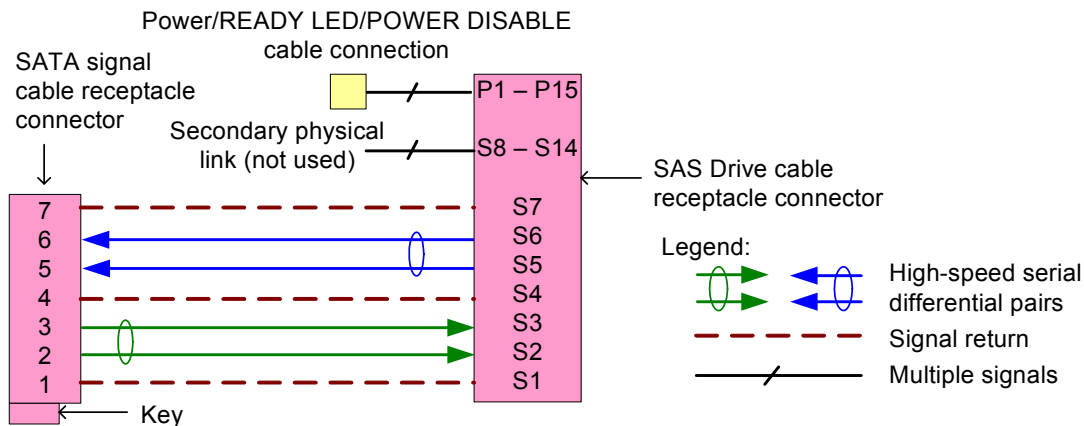 Power/READY LED/POWER DISABLE
cable connection
SATA signal
cable receptacle
connector
P1 – P15
Secondary physical
link (not used)
S8 – S14
SAS Drive cable
receptacle connector
7
S7
6
S6
5
S5
4
S4
3
S3
2
S2
1
S1
Key
Legend:
High-speed serial
differential pairs
Signal return
Multiple signals